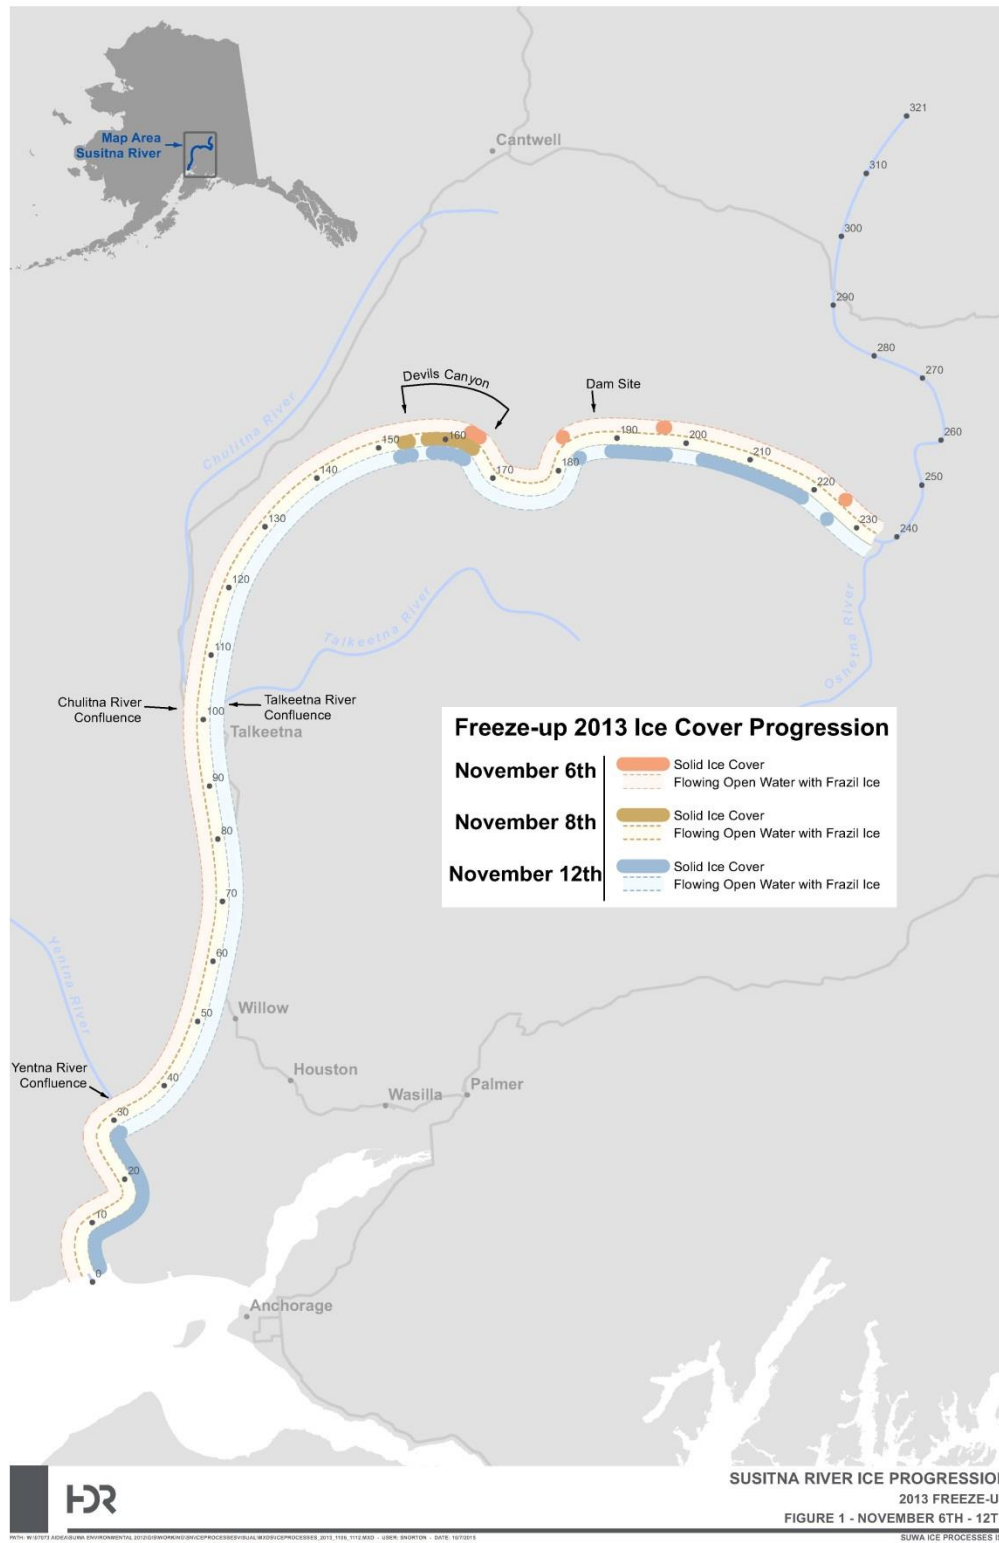 Map Area
Susitna River
Cantwell
321
310
300
290
280
270
260
250
240
Devils Canyon
Dam Site
Chulitna River
150
160
170
180
190
200
210
220
230
140
130
120
110
100
90
80
70
60
50
40
30
20
10
0
Talkeetna River
Oshetna River
Chulitna River
Confluence
Talkeetna River
Confluence
Talkeetna
Freeze-up 2013 Ice Cover Progression
November 6th
Solid Ice Cover
Flowing Open Water with Frazil Ice
November 8th
Solid Ice Cover
Flowing Open Water with Frazil Ice
November 12th
Solid Ice Cover
Flowing Open Water with Frazil Ice
Yentna River
Willow
Houston
Wasilla
Palmer
Yentna River
Confluence
Anchorage
HDR
SUSITNA RIVER ICE PROGRESSION
2013 FREEZE-U
FIGURE 1 - NOVEMBER 6TH - 12T
SUWA ICE PROCESSES IS